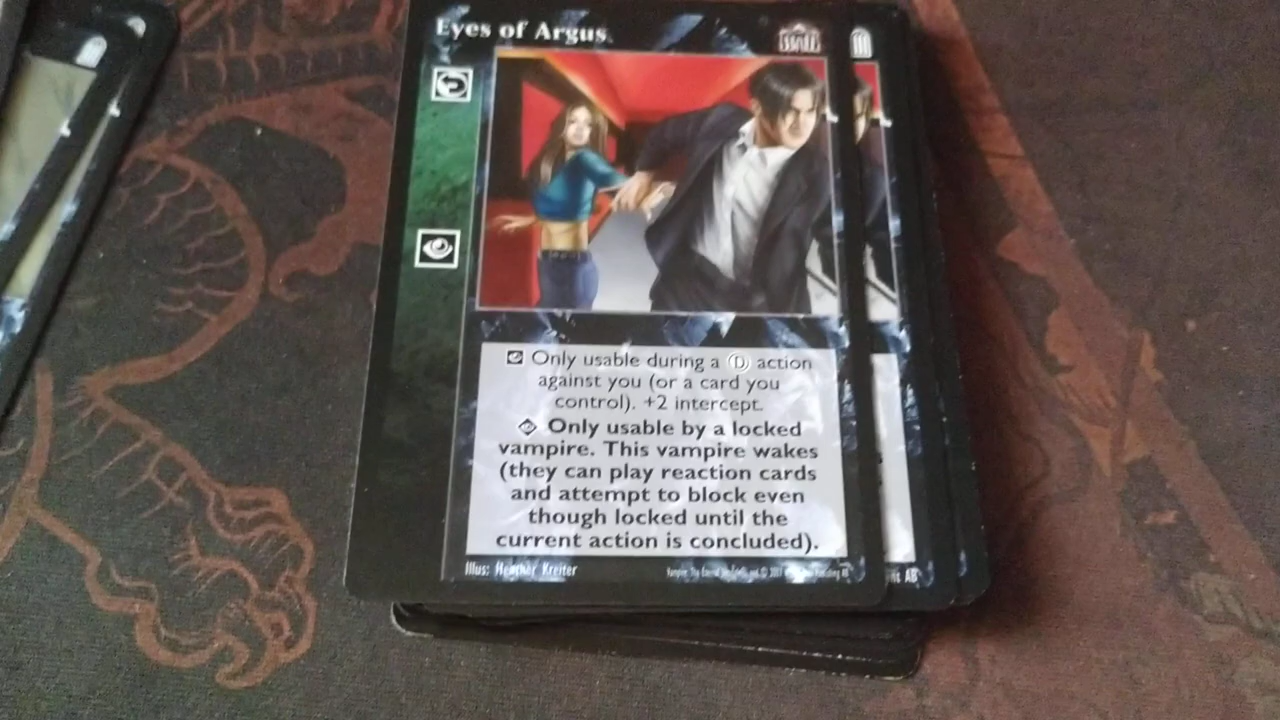 Eyes of Argus
Only usable during a D action
against you (or a card you
control). +2 intercept.
Only usable by a locked
vampire. This vampire wakes
(they can play reaction cards
and attempt to block even
though locked until the
current action is concluded).
Illus: Heather Kreiter
AB